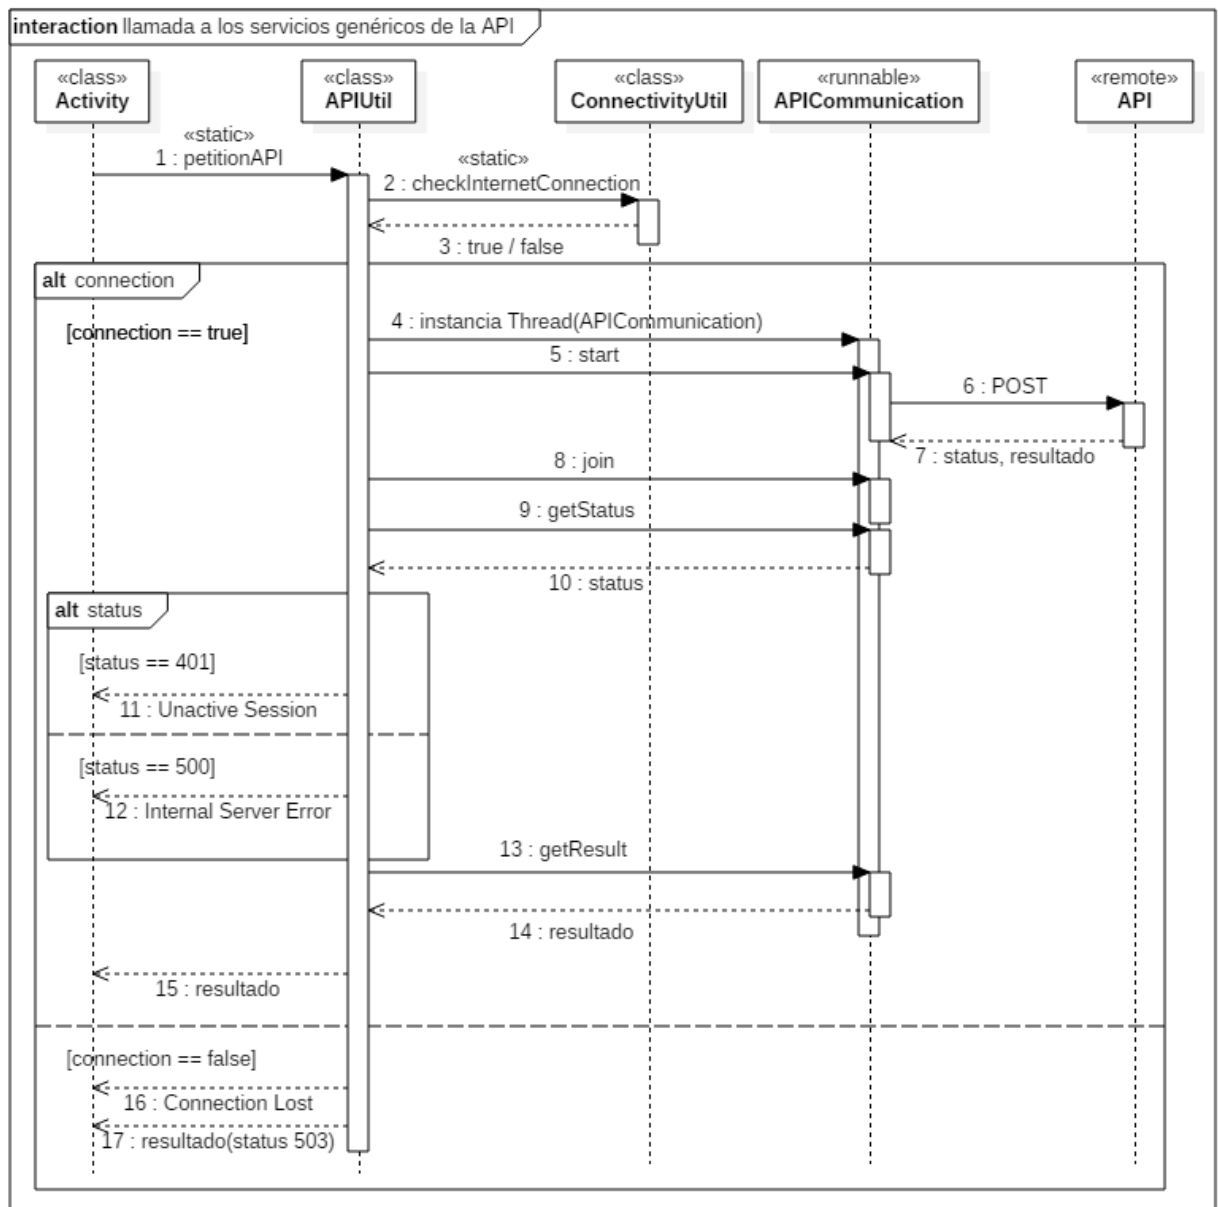 interaction llamada a los servicios genéricos de la API
«class» «class» «class» «runnable» «remote»
Activity APIUtil ConnectivityUtil APICommunication API
«static»
1 : petitionAPI
«static»
2 : checkInternetConnection
3 : true / false
alt connection
[connection == true]
4 : instancia Thread(APICommunication)
5 : start
6 : POST
7 : status, resultado
8 : join
9 : getStatus
10 : status
alt status
[status == 401]
11 : Unactive Session
[status == 500]
12 : Internal Server Error
13 : getResult
14 : resultado
15 : resultado
[connection == false]
16 : Connection Lost
17 : resultado(status 503)